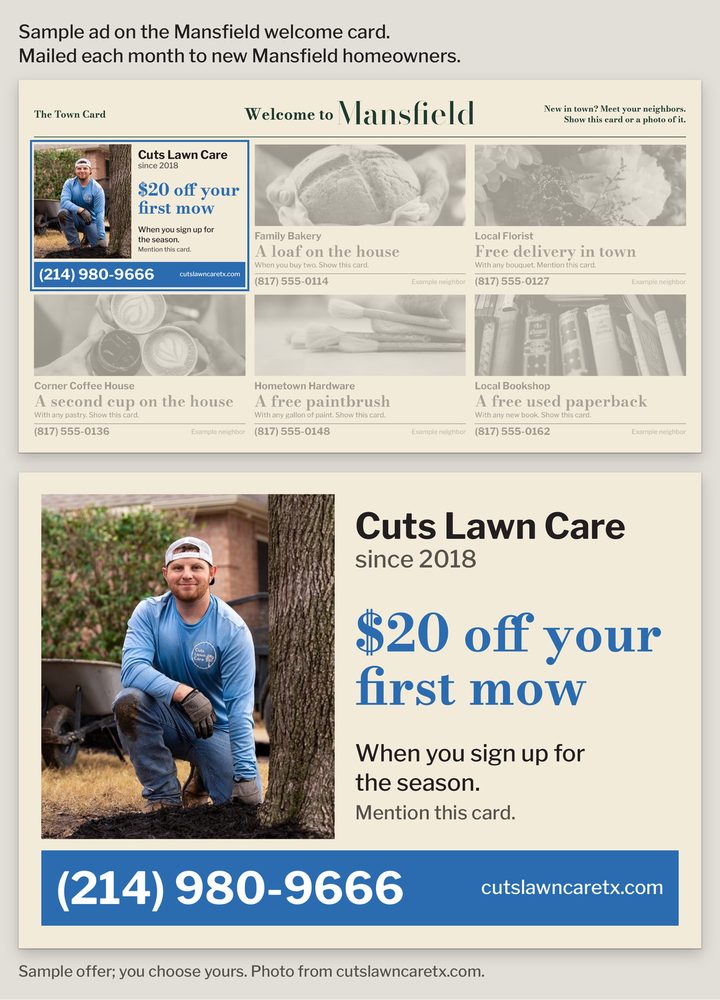 Sample ad on the Mansfield welcome card.
Mailed each month to new Mansfield homeowners.
The Town Card
Welcome to Mansfield
New in town? Meet your neighbors.
Show this card or a photo of it.
Cuts Lawn Care
since 2018
$20 off your
first mow
When you sign up for
the season.
Mention this card.
(214) 980-9666
cutslawncaretx.com
Family Bakery
A loaf on the house
When you buy two. Show this card.
(817) 555-0114
Example neighbor
Local Florist
Free delivery in town
With any bouquet. Mention this card.
(817) 555-0127
Example neighbor
Corner Coffee House
A second cup on the house
With any pastry. Show this card.
(817) 555-0136
Example neighbor
Hometown Hardware
A free paintbrush
With any gallon of paint. Show this card.
(817) 555-0148
Example neighbor
Local Bookshop
A free used paperback
With any new book. Show this card.
(817) 555-0162
Example neighbor
Cuts
Lawn
Care
Cuts Lawn Care
since 2018
$20 off your
first mow
When you sign up for
the season.
Mention this card.
(214) 980-9666
cutslawncaretx.com
Sample offer; you choose yours. Photo from cutslawncaretx.com.